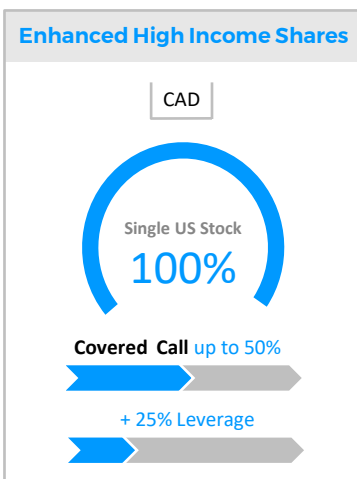 Enhanced High Income Shares
CAD
Single US Stock
100%
Covered Call up to 50%
+ 25% Leverage